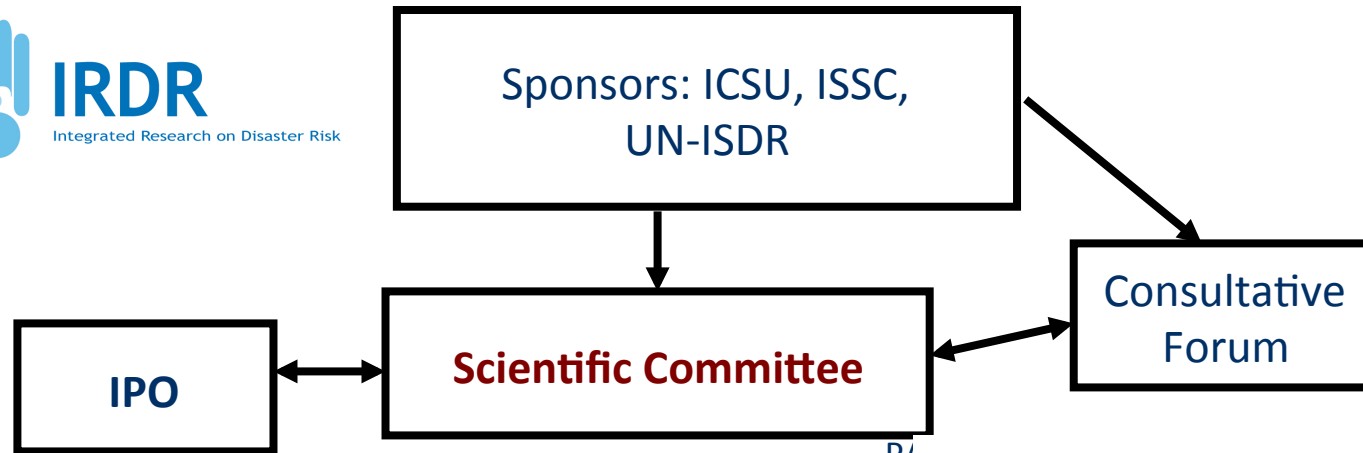 IRDR
Integrated Research on Disaster Risk
Sponsors: ICSU, ISSC,
UN-ISDR
Consultative
Forum
Scientific Committee
IPO